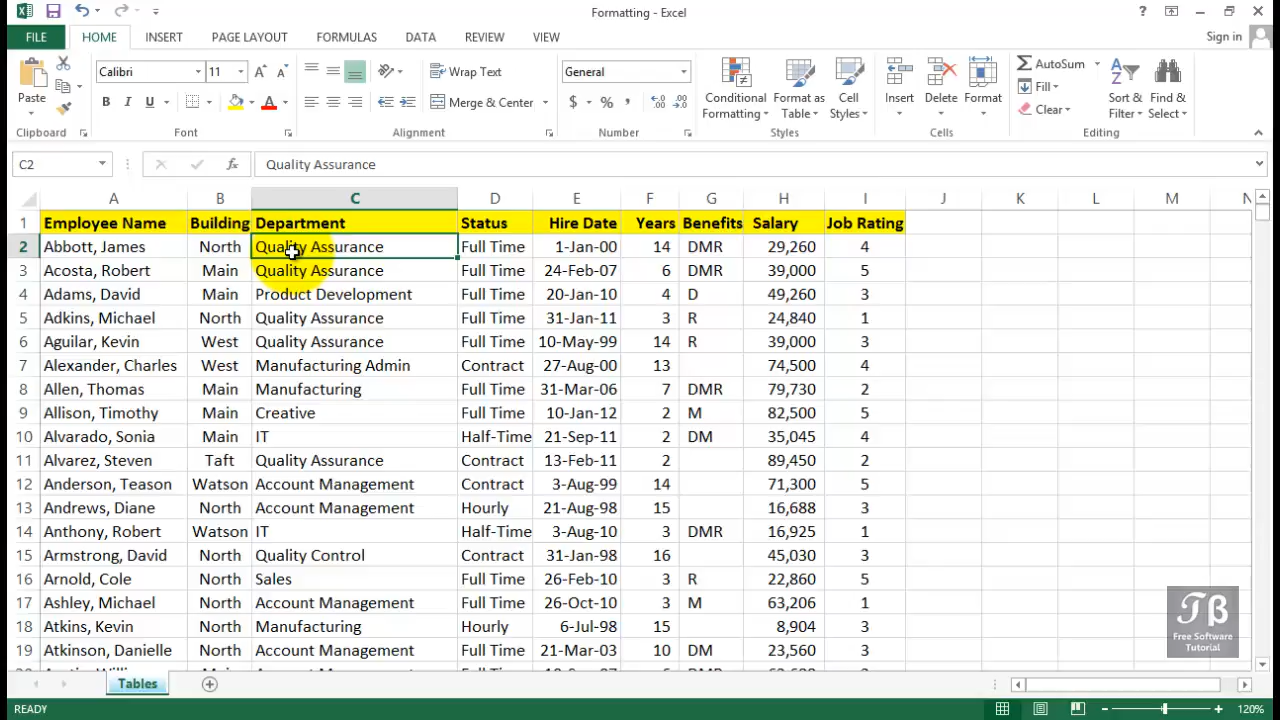 Formatting - Excel
Sign in
FILE HOME INSERT PAGE LAYOUT FORMULAS DATA REVIEW VIEW
Paste
Clipboard
Calibri 11
B I U
Font
Wrap Text
Merge & Center
Alignment
General
$ % ,
Number
Conditional Formatting
Format as Table
Cell Styles
Styles
Insert
Delete
Format
Cells
AutoSum
Fill
Clear
Sort & Filter
Find & Select
Editing
C2 fx Quality Assurance
A B C D E F G H I J K L M N
1 Employee Name Building Department Status Hire Date Years Benefits Salary Job Rating
2 Abbott, James North Quality Assurance Full Time 1-Jan-00 14 DMR 29,260 4
3 Acosta, Robert Main Quality Assurance Full Time 24-Feb-07 6 DMR 39,000 5
4 Adams, David Main Product Development Full Time 20-Jan-10 4 D 49,260 3
5 Adkins, Michael North Quality Assurance Full Time 31-Jan-11 3 R 24,840 1
6 Aguilar, Kevin West Quality Assurance Full Time 10-May-99 14 R 39,000 3
7 Alexander, Charles West Manufacturing Admin Contract 27-Aug-00 13 74,500 4
8 Allen, Thomas Main Manufacturing Full Time 31-Mar-06 7 DMR 79,730 2
9 Allison, Timothy Main Creative Full Time 10-Jan-12 2 M 82,500 5
10 Alvarado, Sonia Main IT Half-Time 21-Sep-11 2 DM 35,045 4
11 Alvarez, Steven Taft Quality Assurance Contract 13-Feb-11 2 89,450 2
12 Anderson, Teason Watson Account Management Contract 3-Aug-99 14 71,300 5
13 Andrews, Diane North Account Management Hourly 21-Aug-98 15 16,688 3
14 Anthony, Robert Watson IT Half-Time 3-Aug-10 3 DMR 16,925 1
15 Armstrong, David North Quality Control Contract 31-Jan-98 16 45,030 3
16 Arnold, Cole North Sales Full Time 26-Feb-10 3 R 22,860 5
17 Ashley, Michael North Account Management Full Time 26-Oct-10 3 M 63,206 1
18 Atkins, Kevin North Manufacturing Hourly 6-Jul-98 15 8,904 3
19 Atkinson, Danielle North Account Management Full Time 21-Mar-03 10 DM 23,560 3
TB
Free Software
Tutorial
Tables
READY 120%